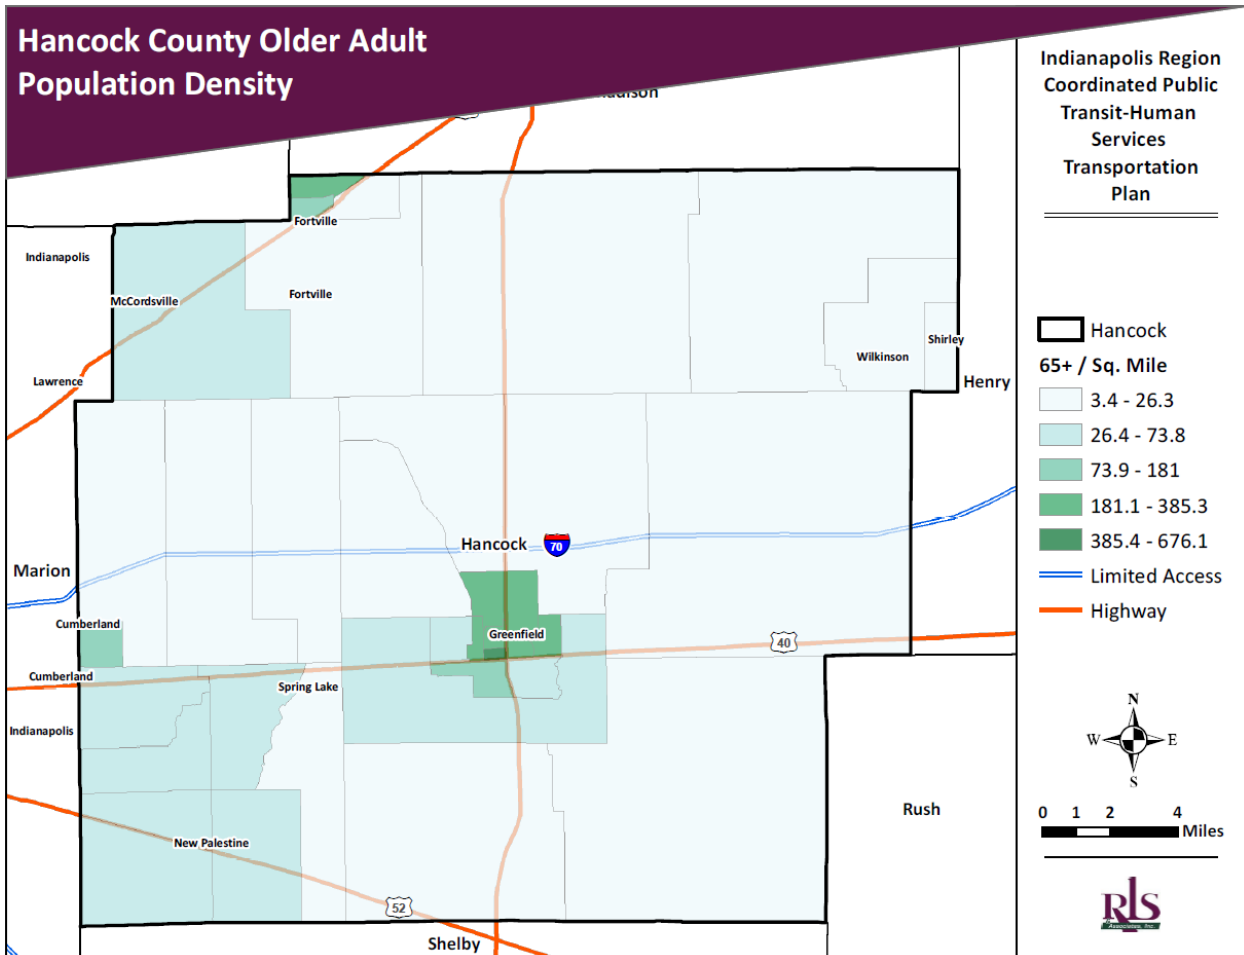 Hancock County Older Adult
Population Density
Indianapolis Region
Coordinated Public
Transit-Human
Services
Transportation
Plan
Fortville
Indianapolis
McCordsville
Fortville
Shirley
Wilkinson
Lawrence
Henry
Hancock
70
Marion
Cumberland
Greenfield
40
Cumberland
Spring Lake
Indianapolis
New Palestine
Rush
52
Shelby
Hancock
65+ / Sq. Mile
3.4 - 26.3
26.4 - 73.8
73.9 - 181
181.1 - 385.3
385.4 - 676.1
Limited Access
Highway
N
W E
S
0 1 2 4
Miles
RLS
Associates, Inc.